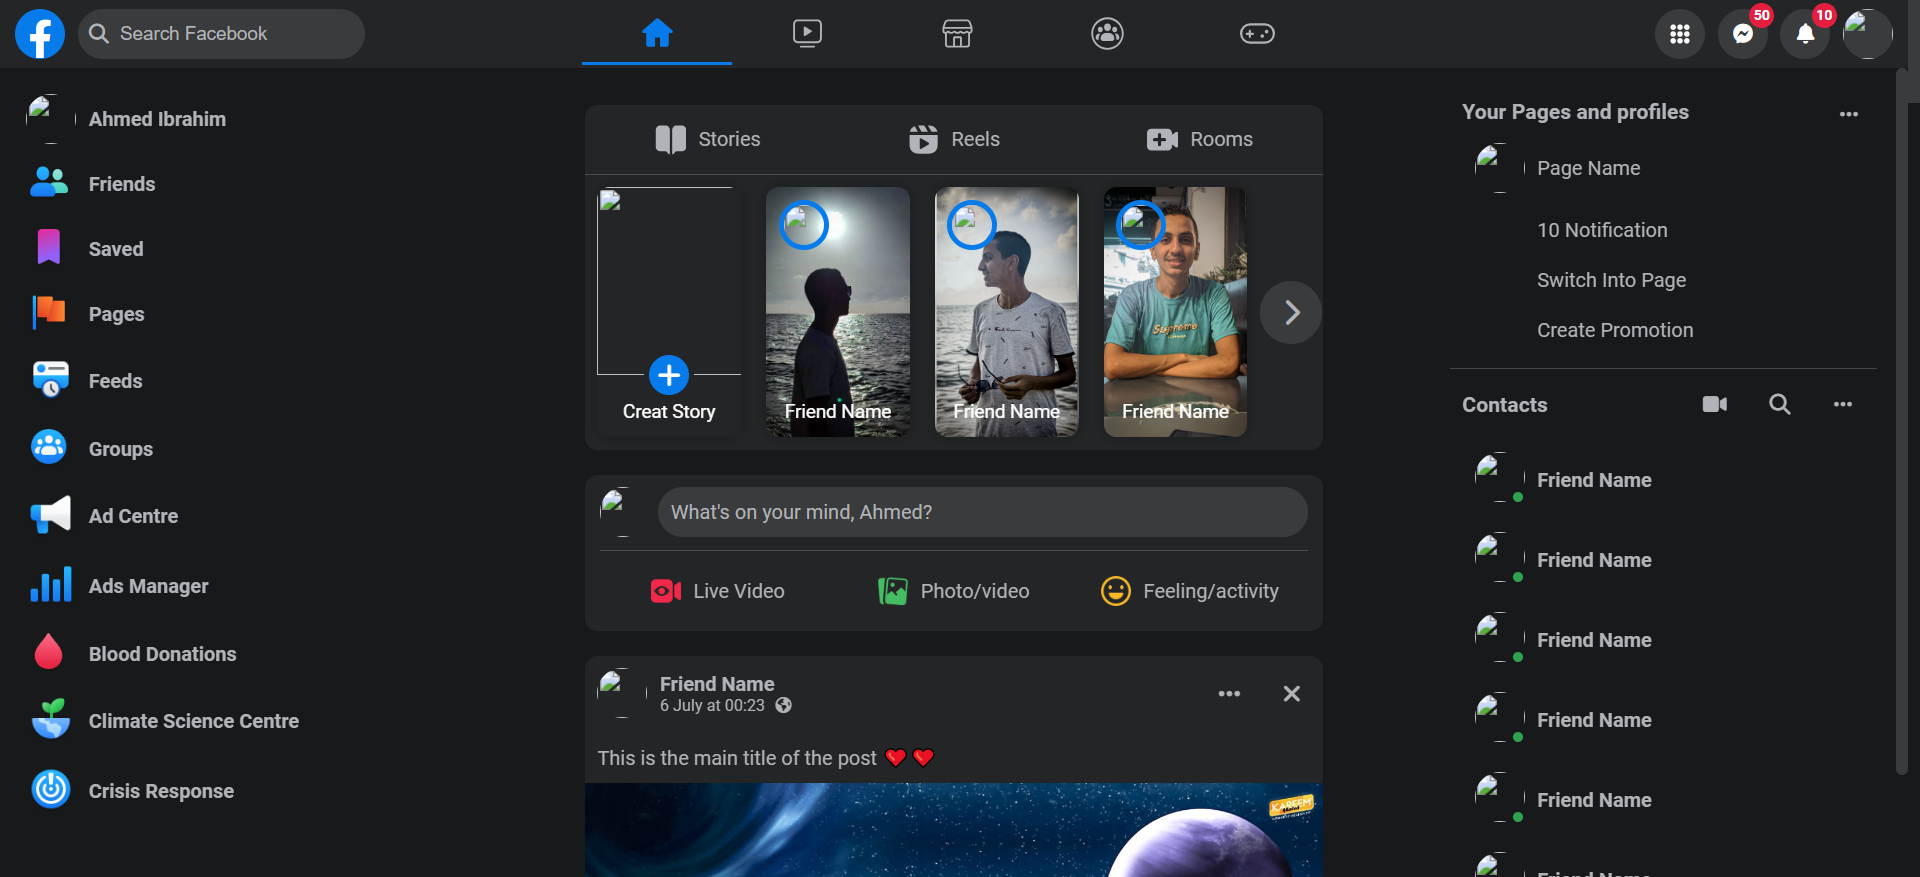 Search Facebook
50
10
Ahmed Ibrahim
Friends
Saved
Pages
Feeds
Groups
Ad Centre
Ads Manager
Blood Donations
Climate Science Centre
Crisis Response
Stories
Reels
Rooms
Creat Story
Friend Name
Friend Name
Supreme
Friend Name
What's on your mind, Ahmed?
Live Video
Photo/video
Feeling/activity
Friend Name
6 July at 00:23
This is the main title of the post ❤️ ❤️
KAREEM
Your Pages and profiles
Page Name
10 Notification
Switch Into Page
Create Promotion
Contacts
Friend Name
Friend Name
Friend Name
Friend Name
Friend Name
Friend Name